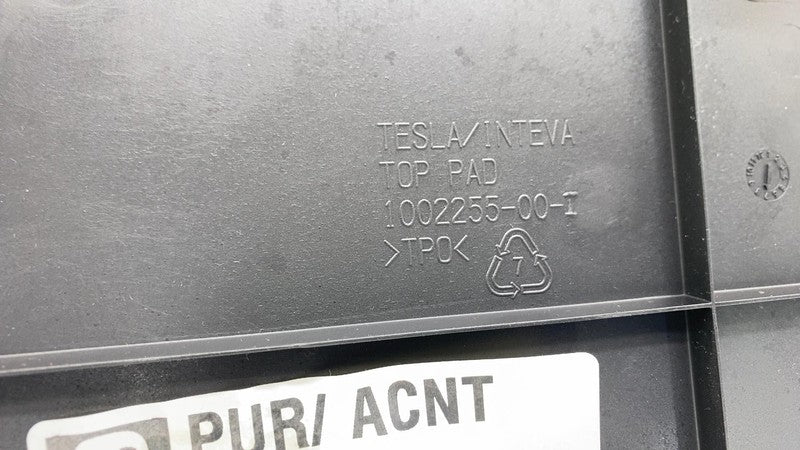 TESLA/INTEVA
TOP PAD
1002255-00-I
>TPO<
7
PUR/ ACNT